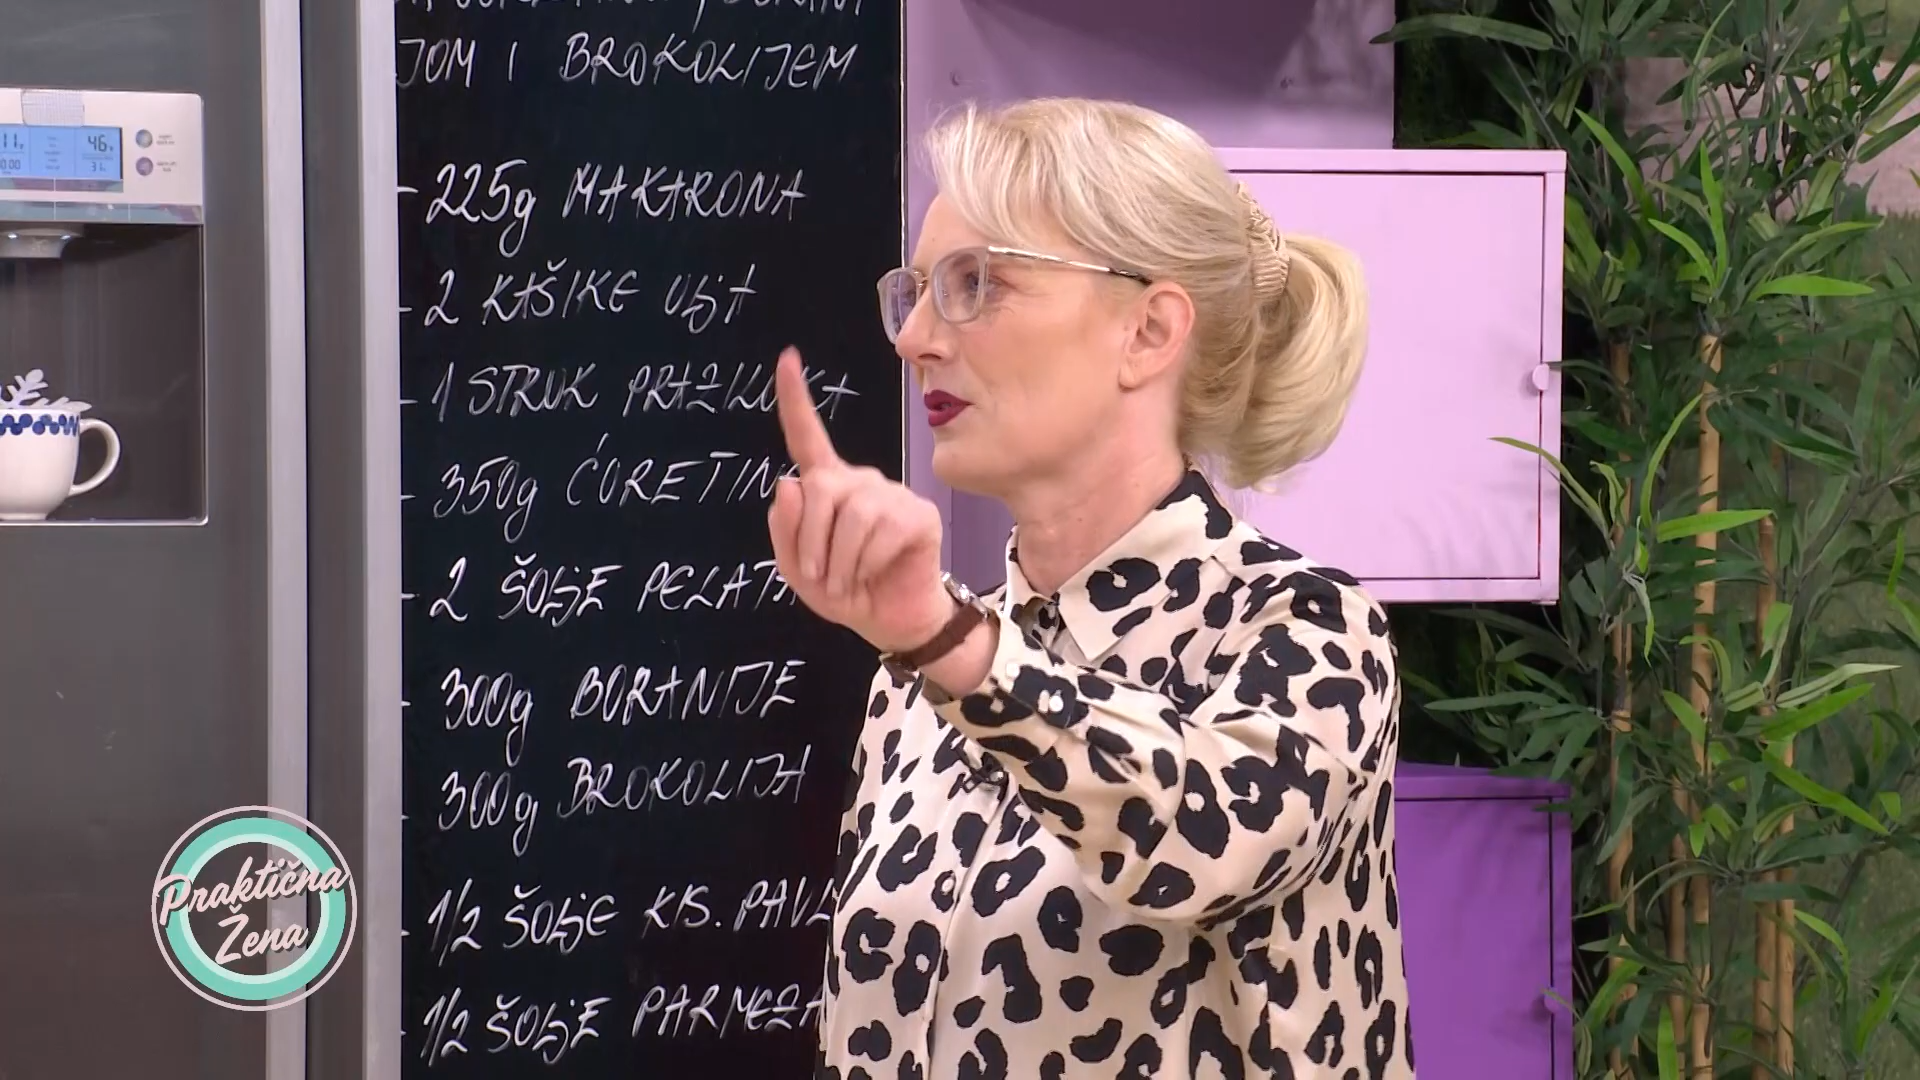 JOM I BROKOLIJEM
- 225g MAKARONA
- 2 KAŠIKE ULJA
- 1 STRUK PRAZILUKA
- 350g ĆURETINE
- 2 ŠOLJE PELATA
- 300g BORANIJE
- 300g BROKOLIJA
- 1/2 ŠOLJE KIS. PAVL
- 1/2 ŠOLJE PARMEZA
46
Praktična
Žena